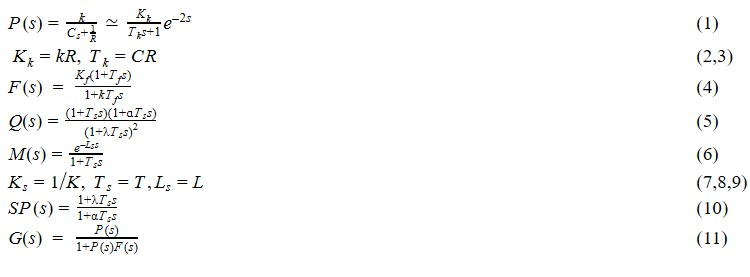 P(s) = k / (C_s + 1/R) ≃ K_k / (T_k s + 1) e^{-2s} (1)
K_k = kR, T_k = CR (2,3)
F(s) = K_f(1+T_f s) / (1+kT_f s) (4)
Q(s) = (1+T_s s)(1+αT_s s) / (1+λT_s s)^2 (5)
M(s) = e^{-L_s s} / (1+T_s s) (6)
K_s = 1/K, T_s = T, L_s = L (7,8,9)
SP(s) = (1+λT_s s) / (1+αT_s s) (10)
G(s) = P(s) / (1+P(s)F(s)) (11)